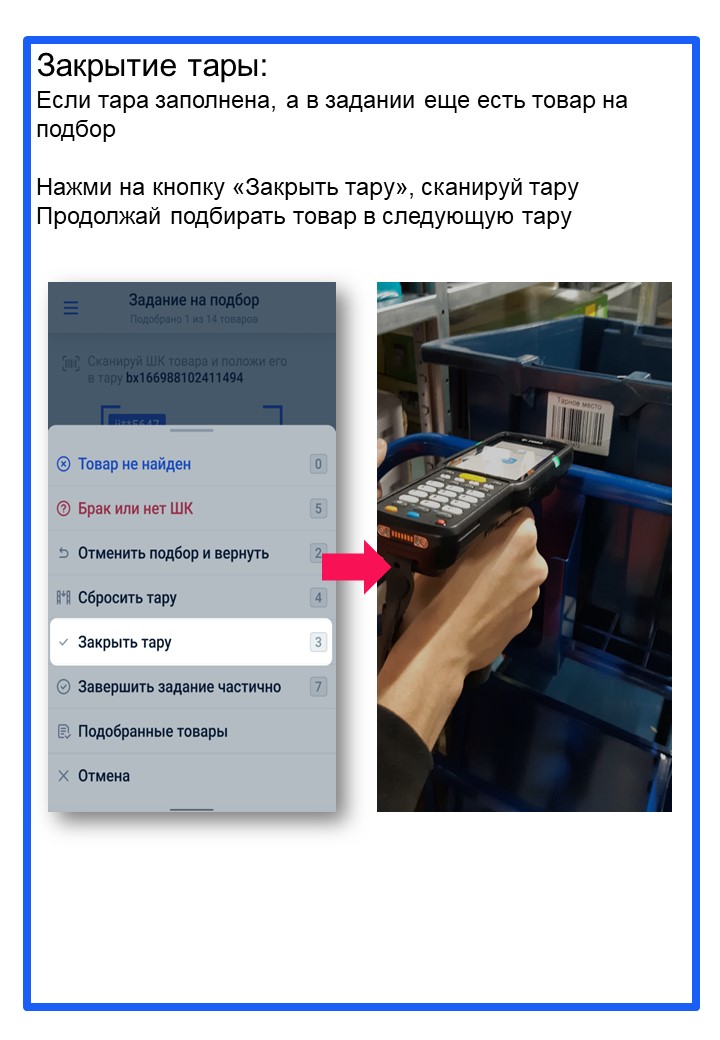 Закрытие тары:
Если тара заполнена, а в задании еще есть товар на
подбор
Нажми на кнопку «Закрыть тару», сканируй тару
Продолжай подбирать товар в следующую тару
Задание на подбор
Подобрано 1 из 14 товаров
Сканируй ШК товара и положи его
в тару bx166988102411494
Товар не найден 0
Брак или нет ШК 5
Отменить подбор и вернуть 2
Сбросить тару 4
Закрыть тару 3
Завершить задание частично 7
Подобранные товары
Отмена
Тарное место